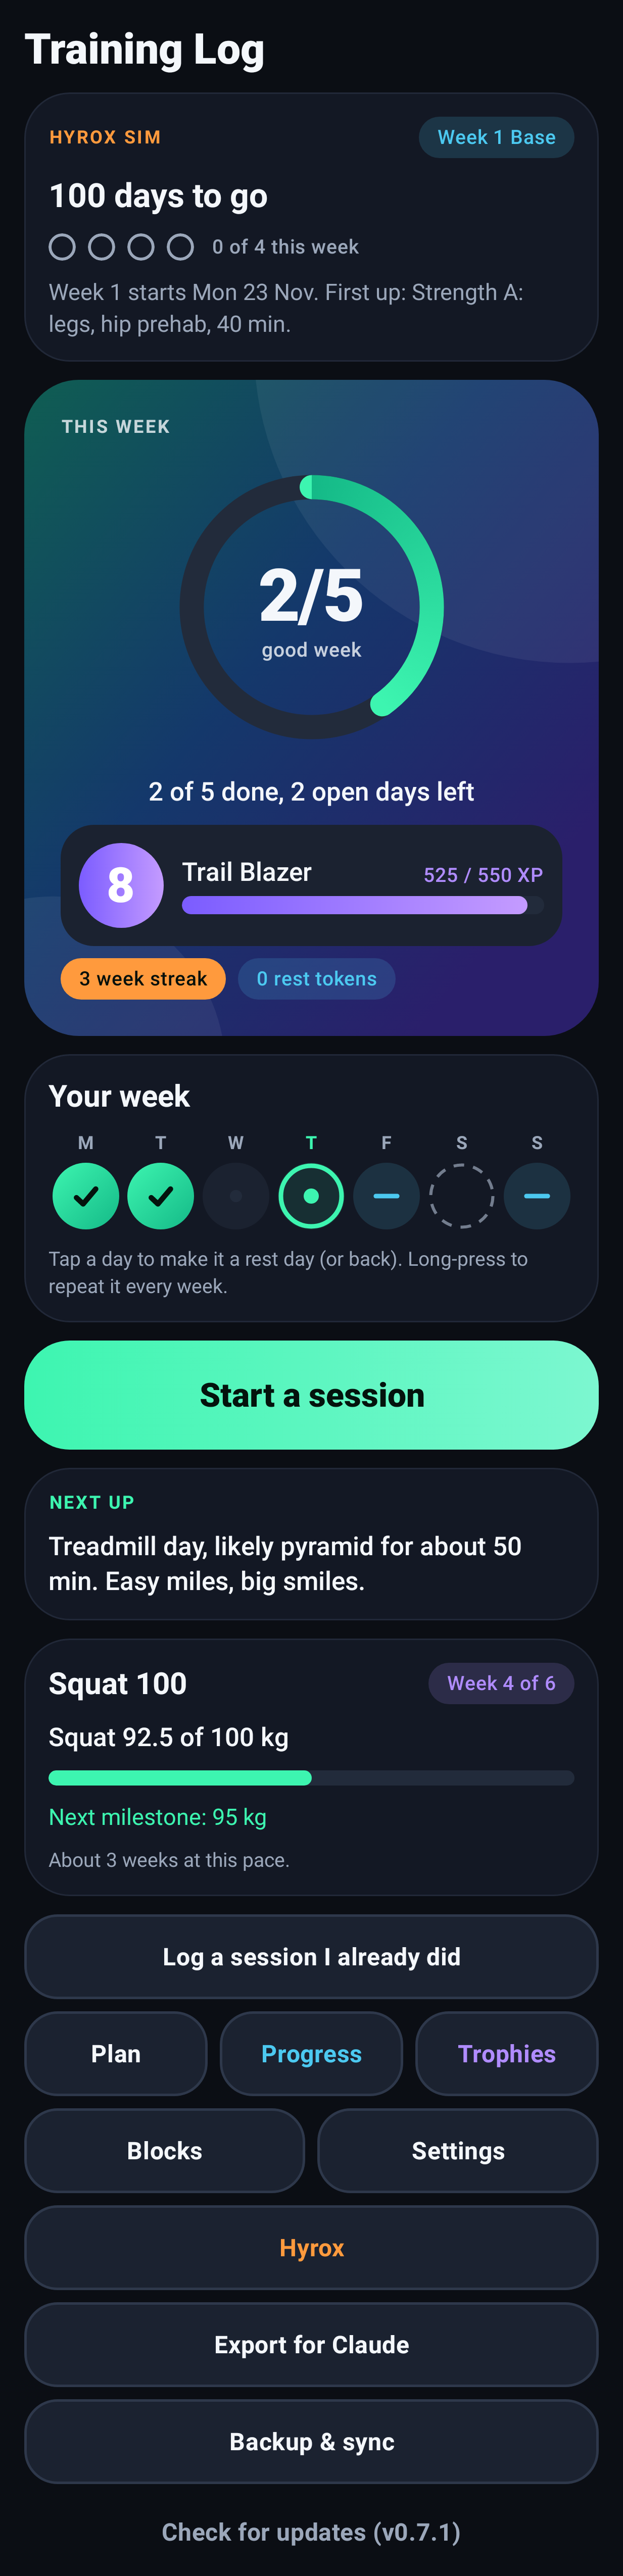 Training Log
HYROX SIM
Week 1 Base
100 days to go
0 of 4 this week
Week 1 starts Mon 23 Nov. First up: Strength A:
legs, hip prehab, 40 min.
THIS WEEK
2/5
good week
2 of 5 done, 2 open days left
8
Trail Blazer
525 / 550 XP
3 week streak
0 rest tokens
Your week
M T W T F S S
Tap a day to make it a rest day (or back). Long-press to
repeat it every week.
Start a session
NEXT UP
Treadmill day, likely pyramid for about 50
min. Easy miles, big smiles.
Squat 100
Week 4 of 6
Squat 92.5 of 100 kg
Next milestone: 95 kg
About 3 weeks at this pace.
Log a session I already did
Plan
Progress
Trophies
Blocks
Settings
Hyrox
Export for Claude
Backup & sync
Check for updates (v0.7.1)